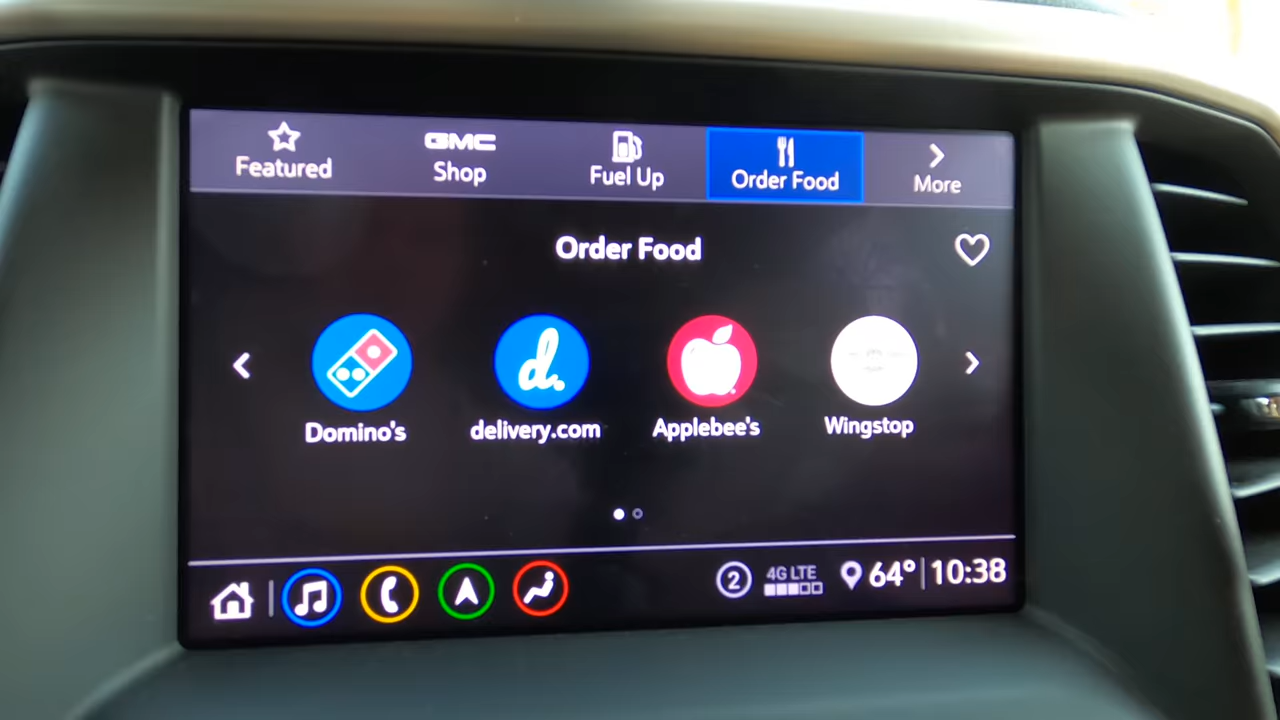 Featured
GMC
Shop
Fuel Up
Order Food
More
Order Food
d.
Domino's
delivery.com
Applebee's
Wingstop
2
4G LTE
64° 10:38